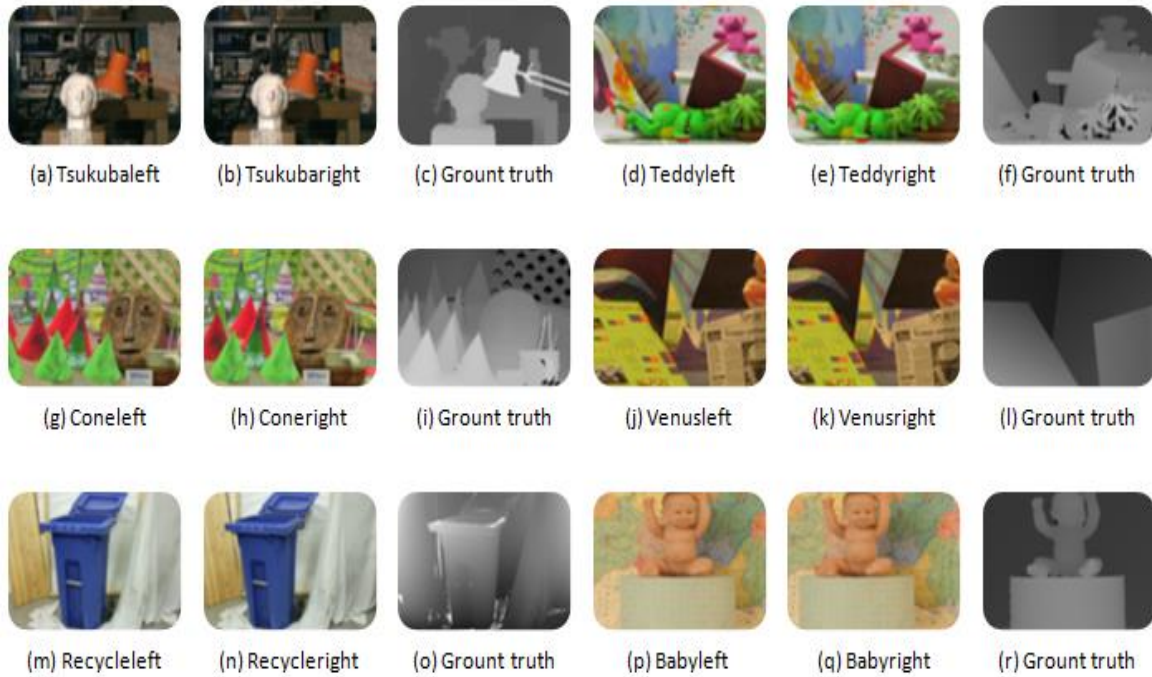 (a) Tsukubaleft (b) Tsukubaright (c) Grount truth (d) Teddyleft (e) Teddyright (f) Grount truth
(g) Coneleft (h) Coneright (i) Grount truth (j) Venusleft (k) Venusright (l) Grount truth
(m) Recycleleft (n) Recycleright (o) Grount truth (p) Babyleft (q) Babyright (r) Grount truth